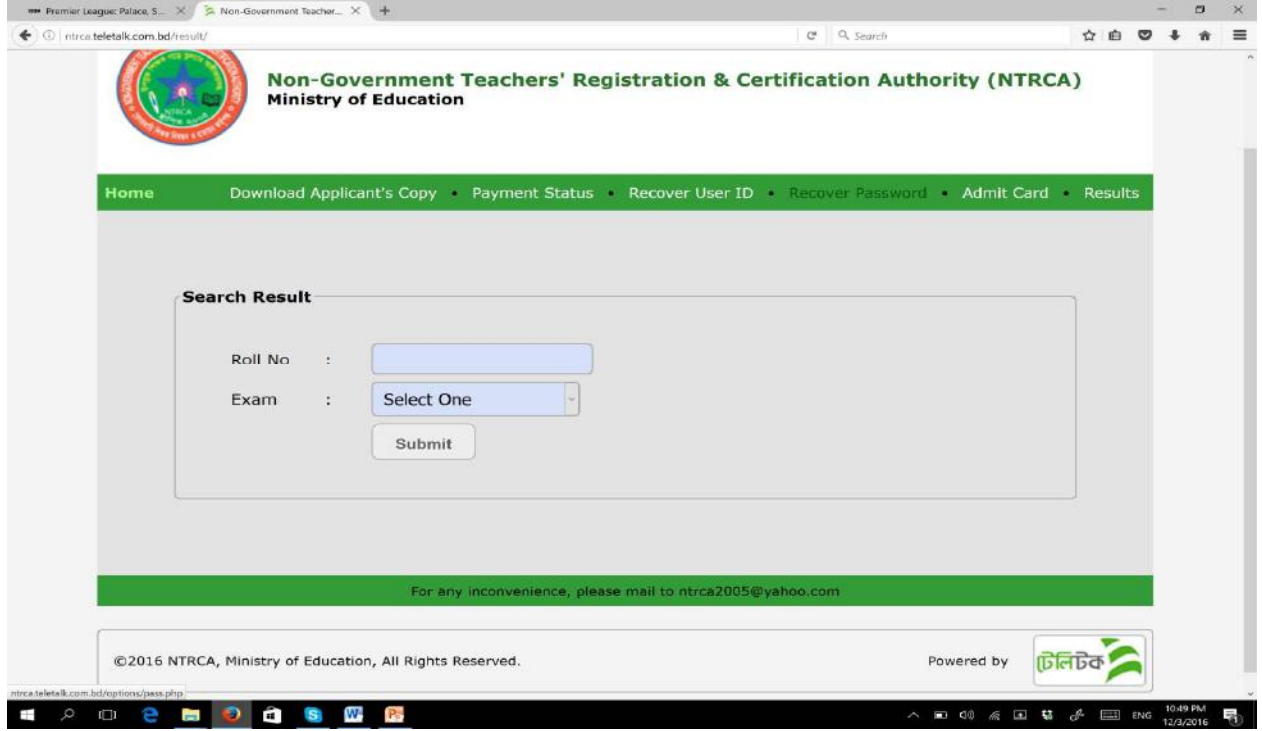 Premier League: Palace, S...
Non-Government Teacher...
ntrca.teletalk.com.bd/result/
Search
NTRCA
Non-Government Teachers' Registration & Certification Authority (NTRCA)
Ministry of Education
Home
Download Applicant's Copy • Payment Status • Recover User ID • Recover Password • Admit Card • Results
Search Result
Roll No :
Exam : Select One
Submit
For any inconvenience, please mail to ntrca2005@yahoo.com
©2016 NTRCA, Ministry of Education, All Rights Reserved.
Powered by
টেলিটক
ntrca.teletalk.com.bd/options/pass.php
ENG
10:49 PM
12/3/2016